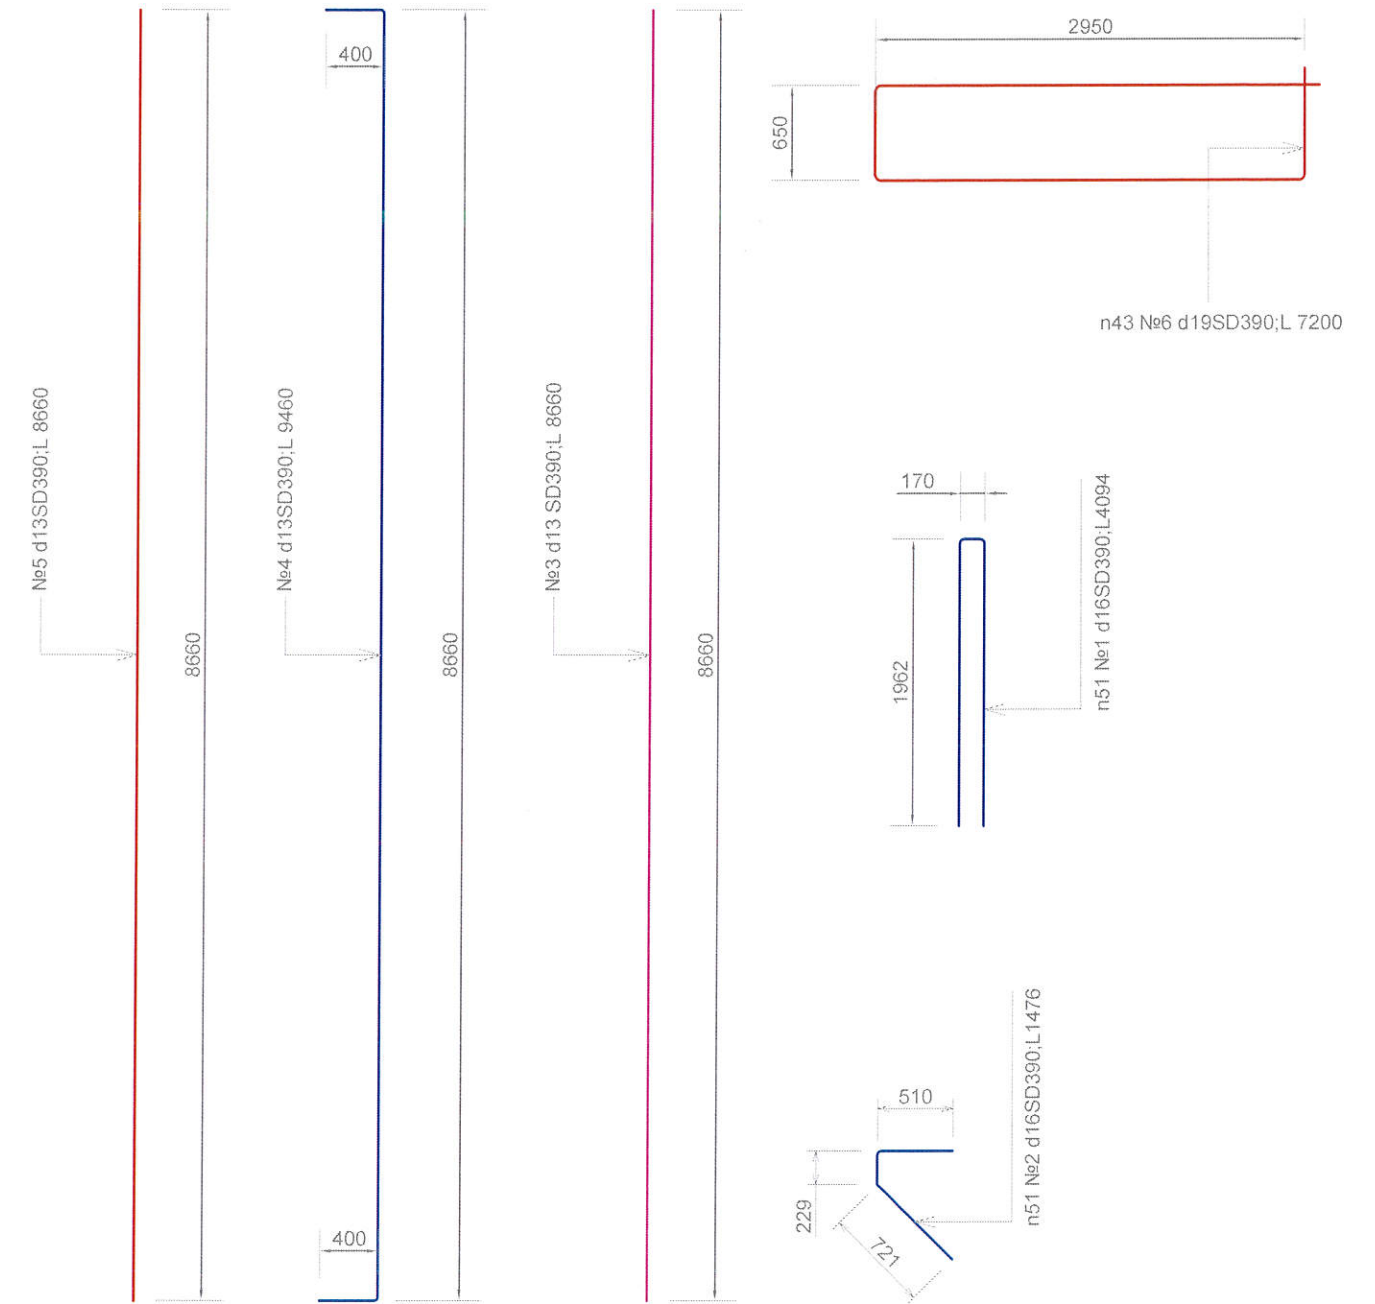 №5 d13SD390;L 8660
8660
400
№4 d13SD390;L 9460
8660
400
№3 d13 SD390;L 8660
8660
2950
650
n43 №6 d19SD390;L 7200
170
1962
n51 №1 d16SD390;L4094
510
229
721
n51 №2 d16SD390;L1476